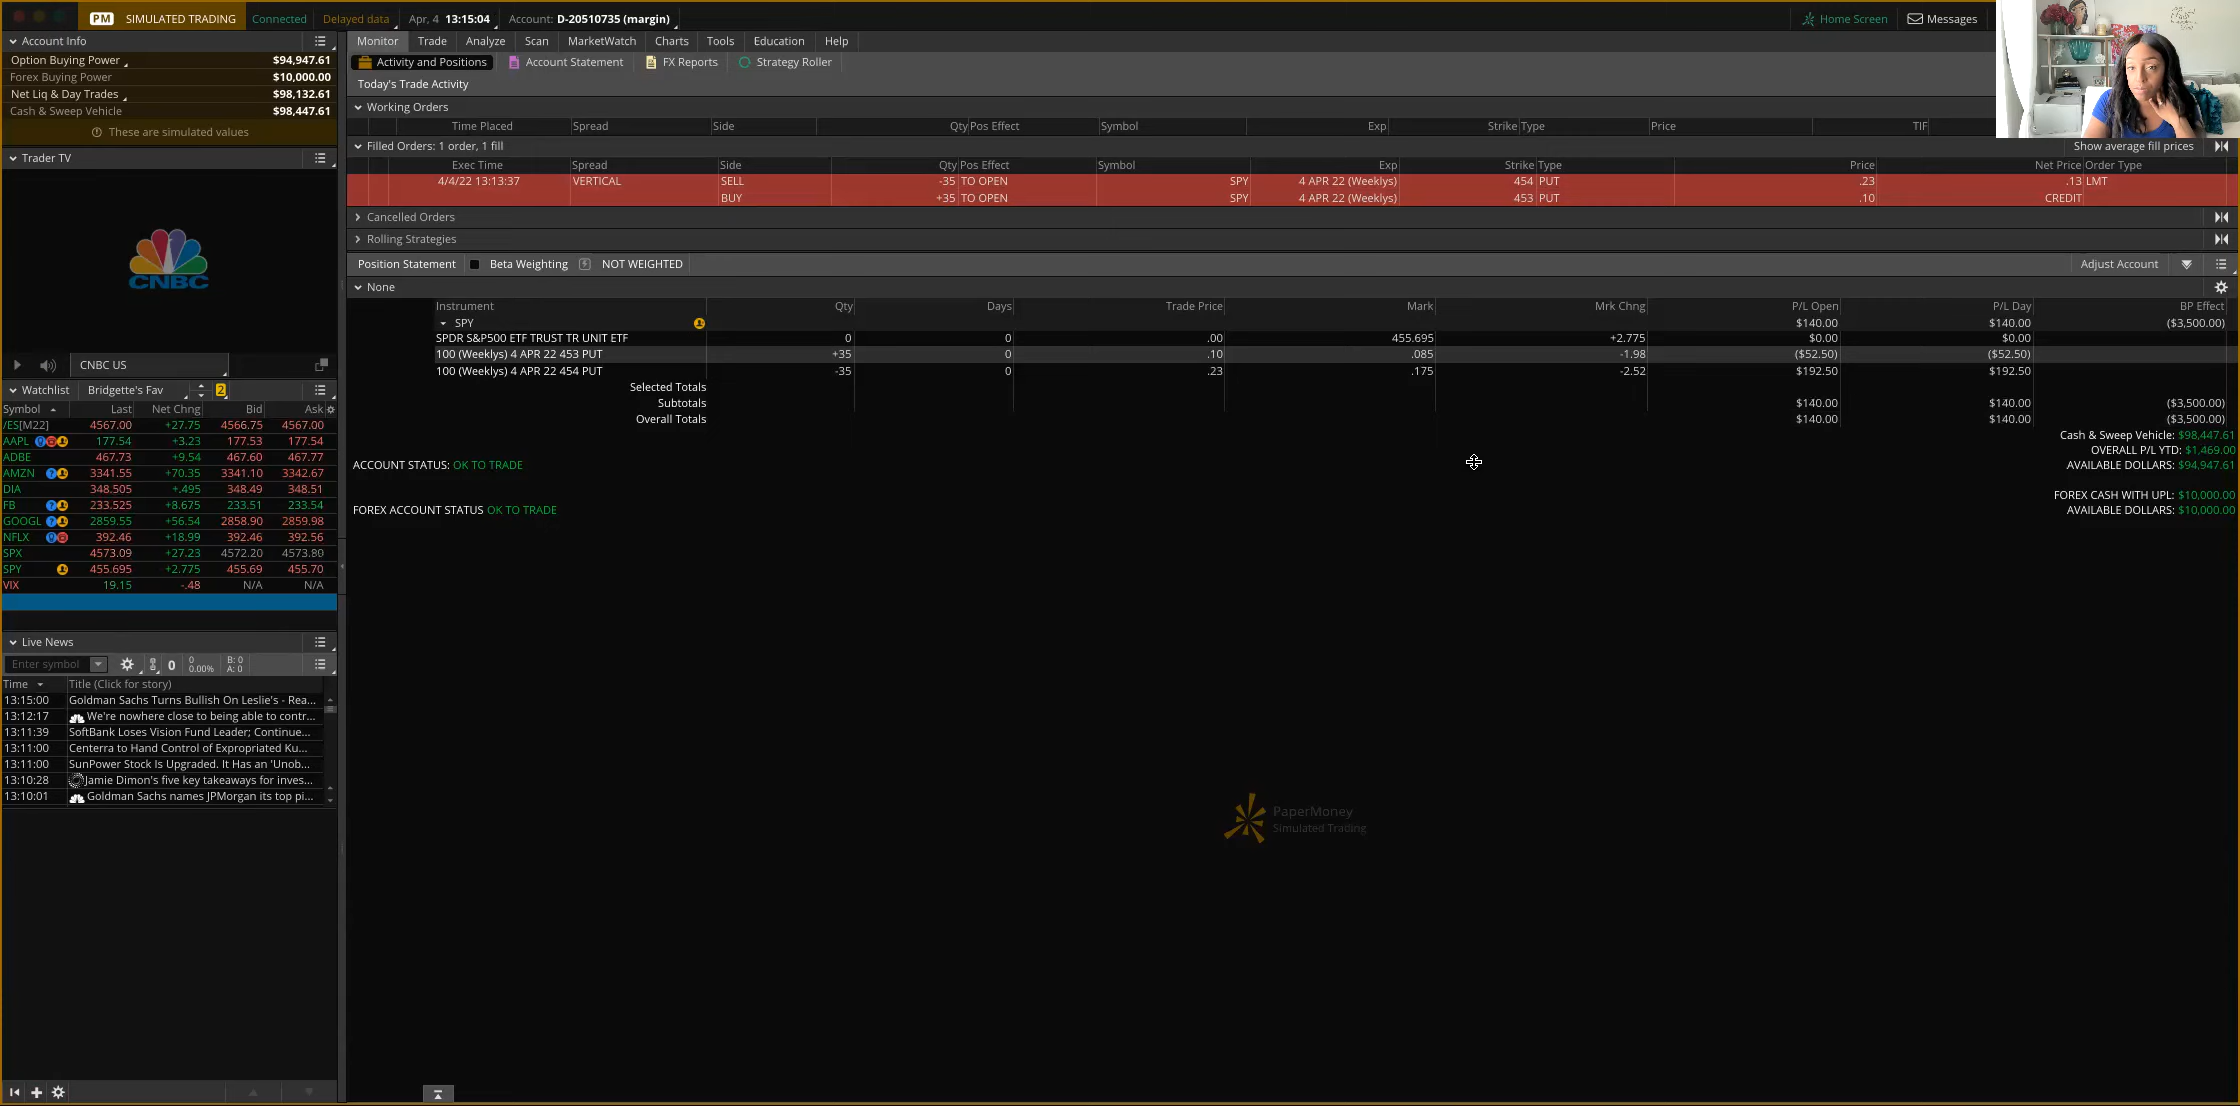 PM SIMULATED TRADING Connected Delayed data Apr, 4 13:15:04 Account: D-20510735 (margin) Home Screen Messages
Account Info
Option Buying Power $94,947.61
Forex Buying Power $10,000.00
Net Liq & Day Trades $98,132.61
Cash & Sweep Vehicle $98,447.61
These are simulated values
Trader TV
CNBC
CNBC US
Watchlist Bridgette's Fav 2
Symbol Last Net Chng Bid Ask
/ES[M22] 4567.00 +27.75 4566.75 4567.00
AAPL 177.54 +3.23 177.53 177.54
ADBE 467.73 +9.54 467.60 467.77
AMZN 3341.55 +70.35 3341.10 3342.67
DIA 348.505 +.495 348.49 348.51
FB 233.525 +8.675 233.51 233.54
GOOGL 2859.55 +56.54 2858.90 2859.98
NFLX 392.46 +18.99 392.46 392.56
SPX 4573.09 +27.23 4572.20 4573.80
SPY 455.695 +2.775 455.69 455.70
VIX 19.15 -.48 N/A N/A
Live News
Enter symbol 0 0 0.00% B: 0 A: 0
Time Title (Click for story)
13:15:00 Goldman Sachs Turns Bullish On Leslie's - Rea...
13:12:17 We're nowhere close to being able to contr...
13:11:39 SoftBank Loses Vision Fund Leader; Continue...
13:11:00 Centerra to Hand Control of Expropriated Ku...
13:11:00 SunPower Stock Is Upgraded. It Has an 'Unob...
13:10:28 Jamie Dimon's five key takeaways for inves...
13:10:01 Goldman Sachs names JPMorgan its top pi...
Monitor Trade Analyze Scan MarketWatch Charts Tools Education Help
Activity and Positions Account Statement FX Reports Strategy Roller
Today's Trade Activity
Working Orders
Time Placed Spread Side Qty Pos Effect Symbol Exp Strike Type Price TIF
Filled Orders: 1 order, 1 fill Show average fill prices
Exec Time Spread Side Qty Pos Effect Symbol Exp Strike Type Price Net Price Order Type
4/4/22 13:13:37 VERTICAL SELL -35 TO OPEN SPY 4 APR 22 (Weeklys) 454 PUT .23 .13 LMT
BUY +35 TO OPEN SPY 4 APR 22 (Weeklys) 453 PUT .10 CREDIT
Cancelled Orders
Rolling Strategies
Position Statement Beta Weighting NOT WEIGHTED Adjust Account
None
Instrument Qty Days Trade Price Mark Mrk Chng P/L Open P/L Day BP Effect
SPY $140.00 $140.00 ($3,500.00)
SPDR S&P500 ETF TRUST TR UNIT ETF 0 0 .00 455.695 +2.775 $0.00 $0.00
100 (Weeklys) 4 APR 22 453 PUT +35 0 .10 .085 -1.98 ($52.50) ($52.50)
100 (Weeklys) 4 APR 22 454 PUT -35 0 .23 .175 -2.52 $192.50 $192.50
Selected Totals
Subtotals $140.00 $140.00 ($3,500.00)
Overall Totals $140.00 $140.00 ($3,500.00)
Cash & Sweep Vehicle: $98,447.61
OVERALL P/L YTD: $1,469.00
ACCOUNT STATUS: OK TO TRADE AVAILABLE DOLLARS: $94,947.61
FOREX CASH WITH UPL: $10,000.00
FOREX ACCOUNT STATUS OK TO TRADE AVAILABLE DOLLARS: $10,000.00
PaperMoney
Simulated Trading